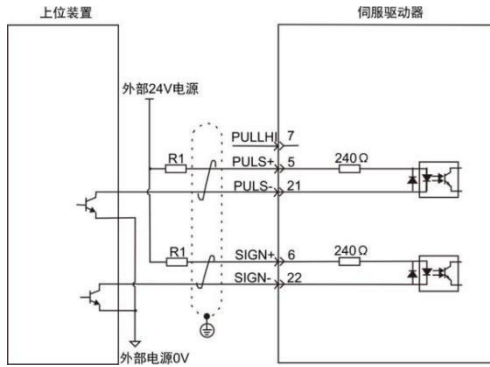 上位装置
伺服驱动器
外部24V电源
PULLHI 7
R1 PULS+ 5 240Ω
PULS- 21
R1 SIGN+ 6 240Ω
SIGN- 22
外部电源0V